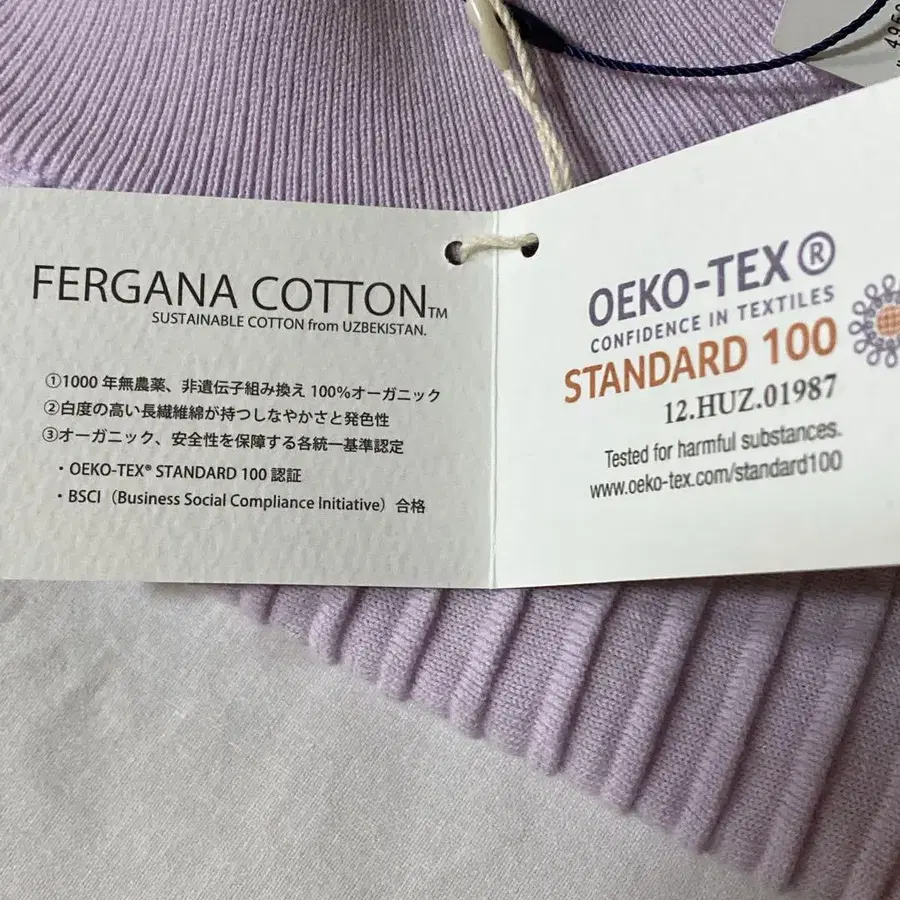 FERGANA COTTON™
SUSTAINABLE COTTON from UZBEKISTAN.
①1000年無農薬、非遺伝子組み換え 100%オーガニック
②白度の高い長繊維綿が持つしなやかさと発色性
③オーガニック、安全性を保障する各統一基準認定
・OEKO-TEX® STANDARD 100 認証
・BSCI（Business Social Compliance Initiative）合格
OEKO-TEX®
CONFIDENCE IN TEXTILES
STANDARD 100
12.HUZ.01987
Tested for harmful substances.
www.oeko-tex.com/standard100